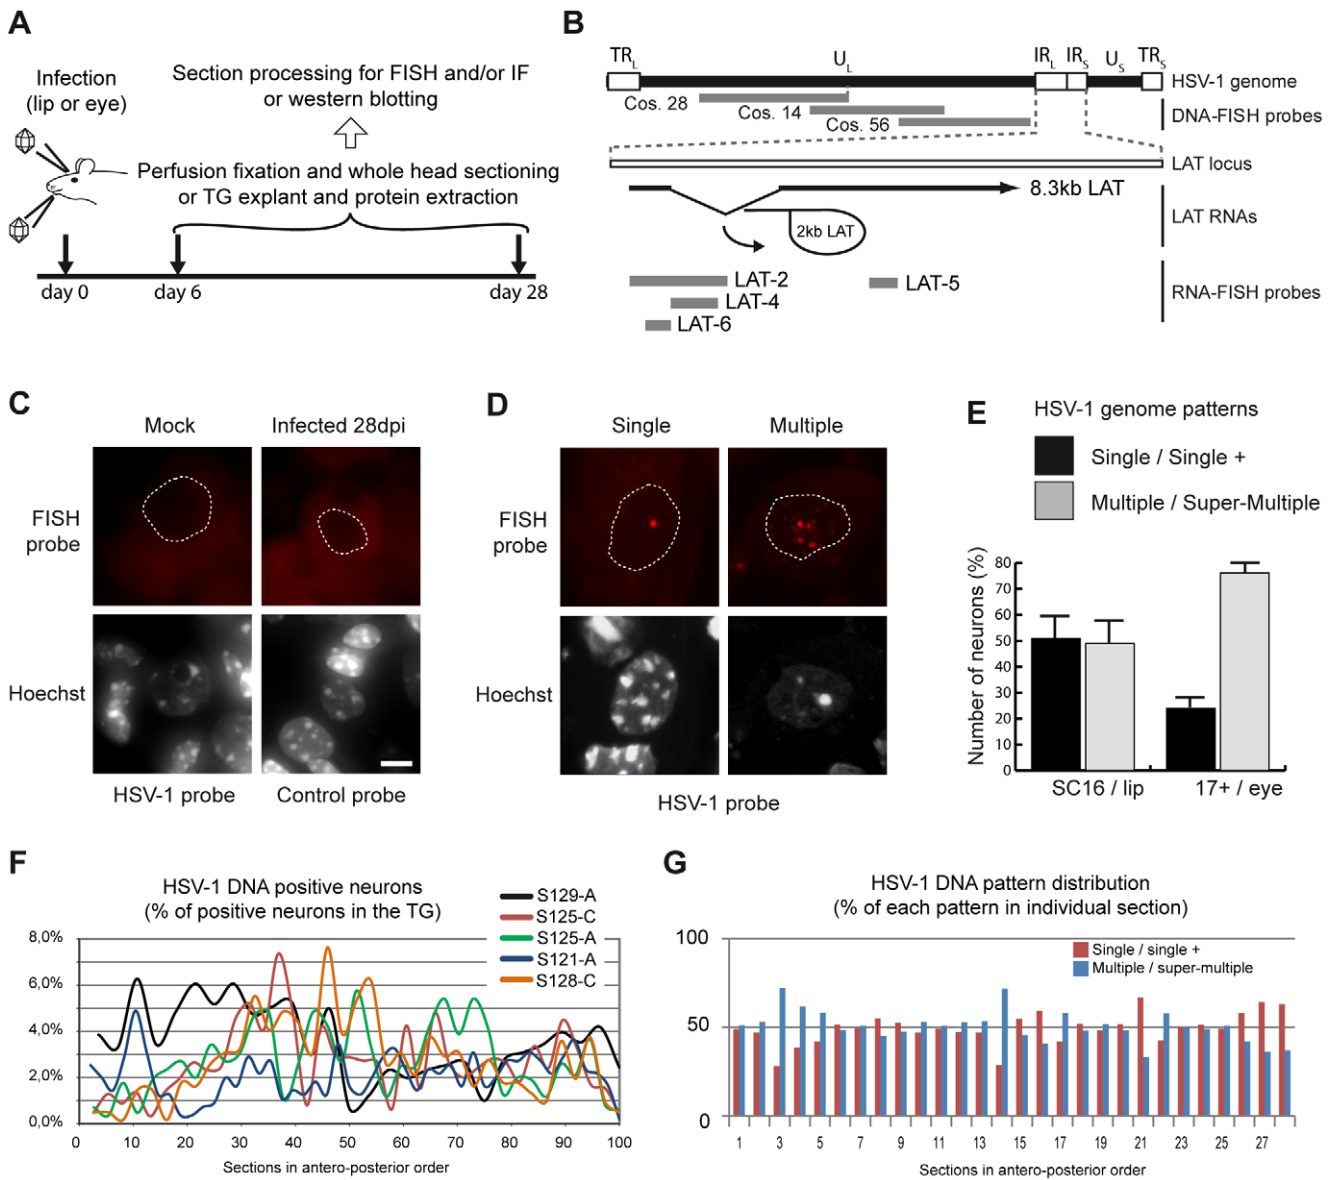 A
Infection
(lip or eye)
Section processing for FISH and/or IF
or western blotting
Perfusion fixation and whole head sectioning
or TG explant and protein extraction
day 0
day 6
day 28
B
TRL
UL
IRL
IRS
US
TRS
HSV-1 genome
Cos. 28
Cos. 14
Cos. 56
DNA-FISH probes
LAT locus
8.3kb LAT
2kb LAT
LAT RNAs
LAT-2
LAT-5
LAT-4
LAT-6
RNA-FISH probes
C
Mock
Infected 28dpi
FISH
probe
Hoechst
HSV-1 probe
Control probe
D
Single
Multiple
FISH
probe
Hoechst
HSV-1 probe
E
HSV-1 genome patterns
Single / Single +
Multiple / Super-Multiple
Number of neurons (%)
80
70
60
50
40
30
20
10
0
SC16 / lip
17+ / eye
F
HSV-1 DNA positive neurons
(% of positive neurons in the TG)
S129-A
S125-C
S125-A
S121-A
S128-C
8,0%
6,0%
4,0%
2,0%
0,0%
0 10 20 30 40 50 60 70 80 90 100
Sections in antero-posterior order
G
HSV-1 DNA pattern distribution
(% of each pattern in individual section)
Single / single +
Multiple / super-multiple
100
50
0
1 3 5 7 9 11 13 15 17 19 21 23 25 27
Sections in antero-posterior order